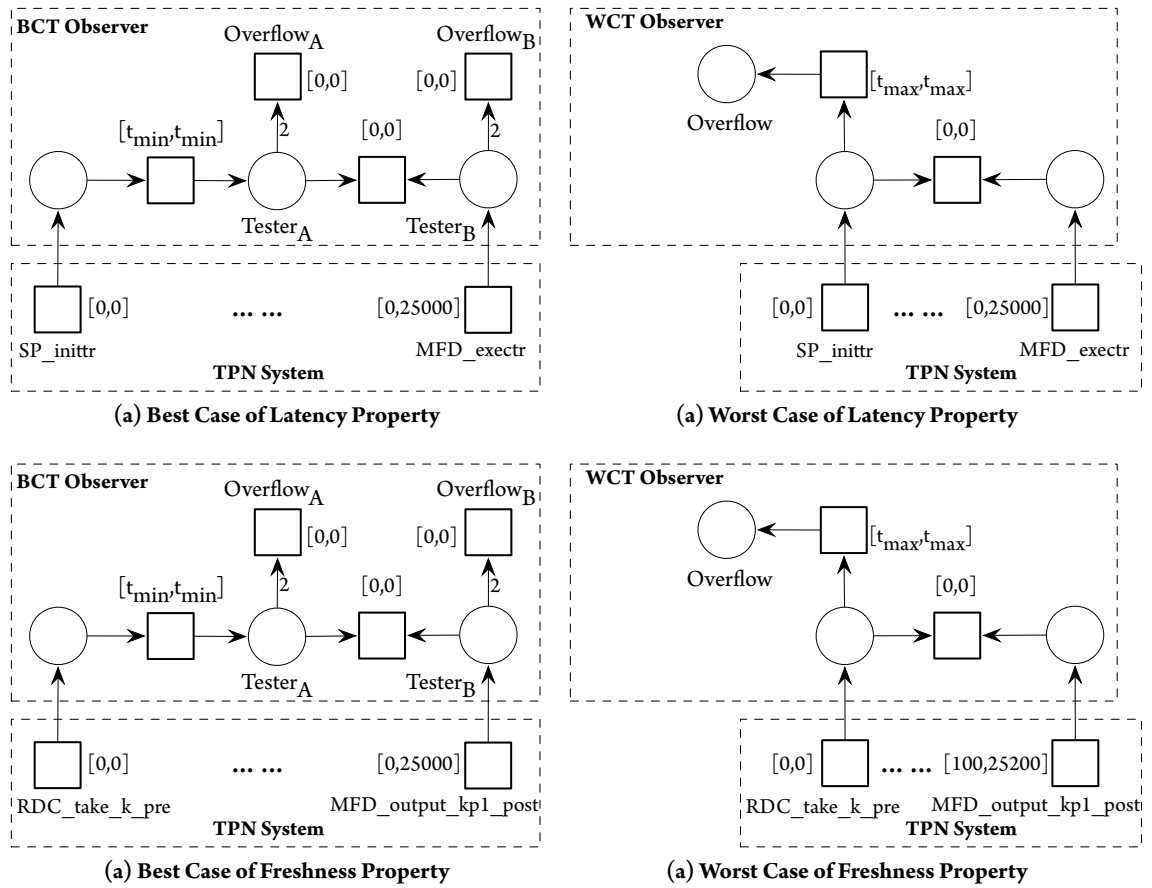 BCT Observer
Overflow_A
Overflow_B
[0,0]
[0,0]
[t_min,t_min]
2
[0,0]
2
Tester_A
Tester_B
[0,0]
... ...
[0,25000]
SP_inittr
MFD_exectr
TPN System
(a) Best Case of Latency Property
WCT Observer
[t_max,t_max]
Overflow
[0,0]
[0,0]
... ...
[0,25000]
SP_inittr
MFD_exectr
TPN System
(a) Worst Case of Latency Property
BCT Observer
Overflow_A
Overflow_B
[0,0]
[0,0]
[t_min,t_min]
2
[0,0]
2
Tester_A
Tester_B
[0,0]
... ...
[0,25000]
RDC_take_k_pre
MFD_output_kp1_post
TPN System
(a) Best Case of Freshness Property
WCT Observer
[t_max,t_max]
Overflow
[0,0]
[0,0]
... ...
[100,25200]
RDC_take_k_pre
MFD_output_kp1_post
TPN System
(a) Worst Case of Freshness Property